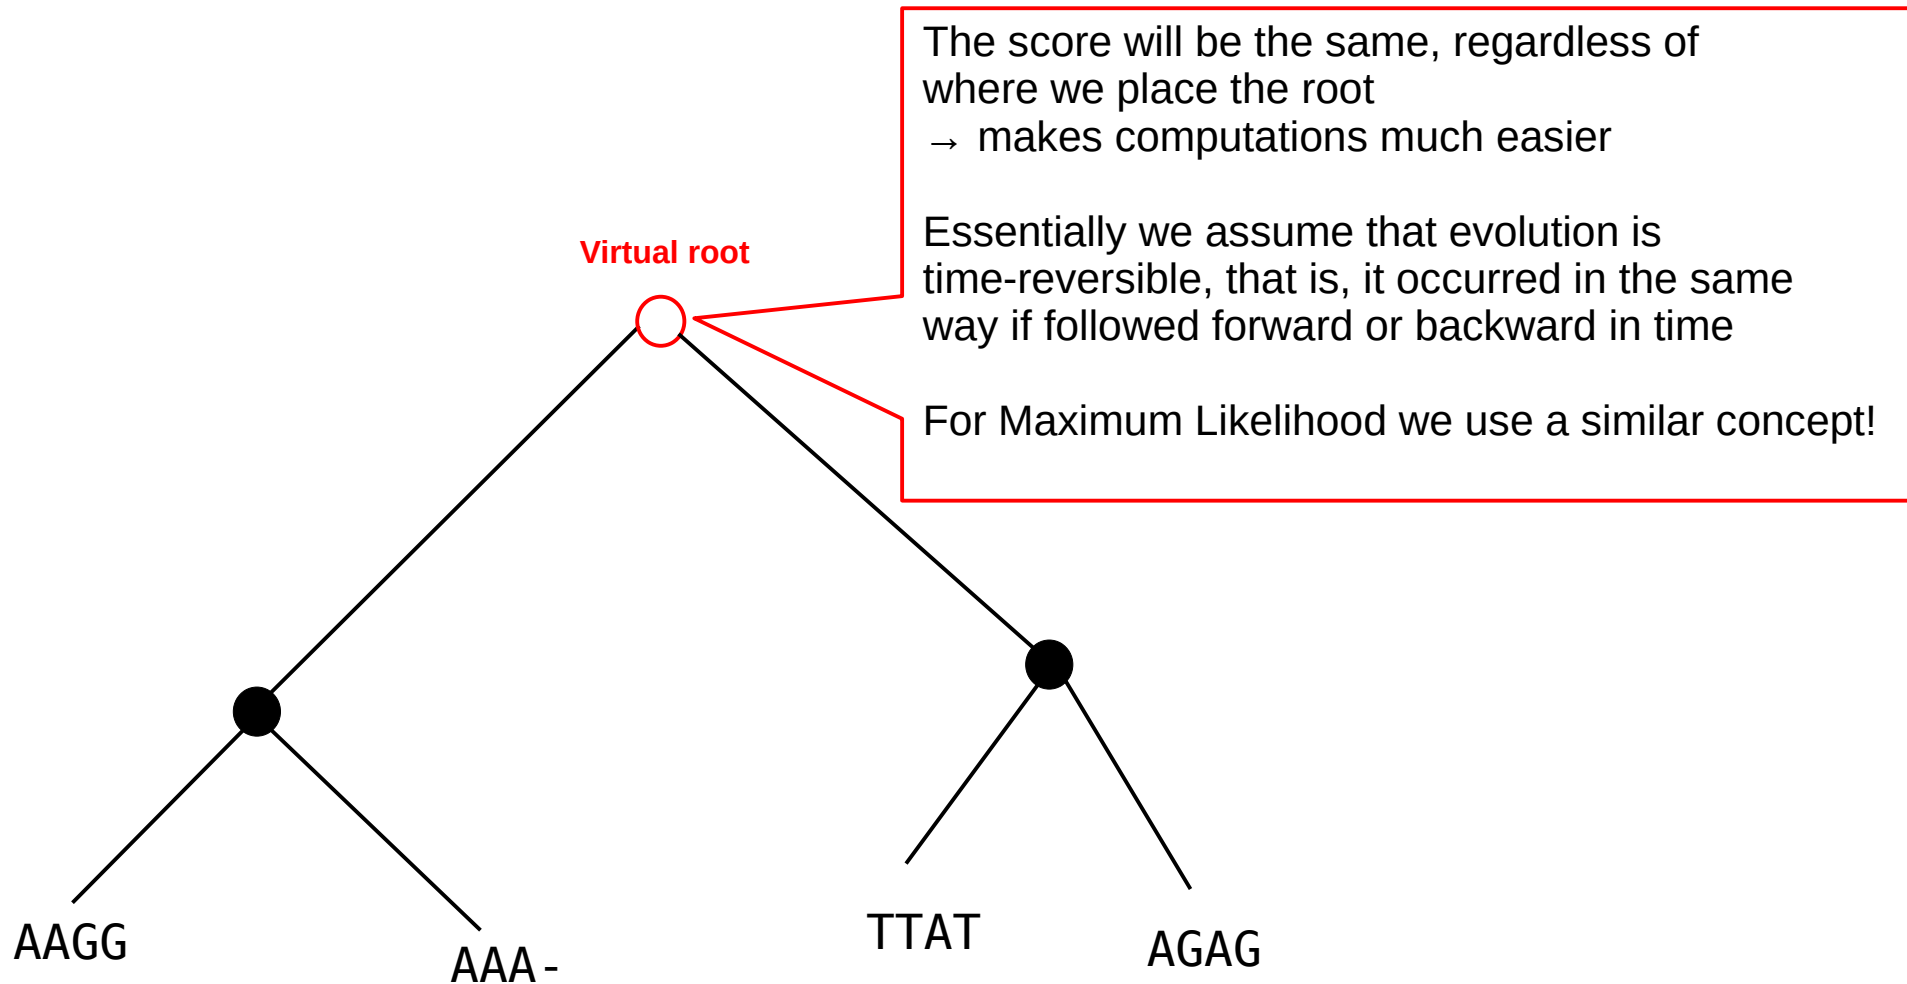 The score will be the same, regardless of
where we place the root
→ makes computations much easier
Essentially we assume that evolution is
time-reversible, that is, it occurred in the same
way if followed forward or backward in time
For Maximum Likelihood we use a similar concept!
Virtual root
AAGG
AAA-
TTAT
AGAG